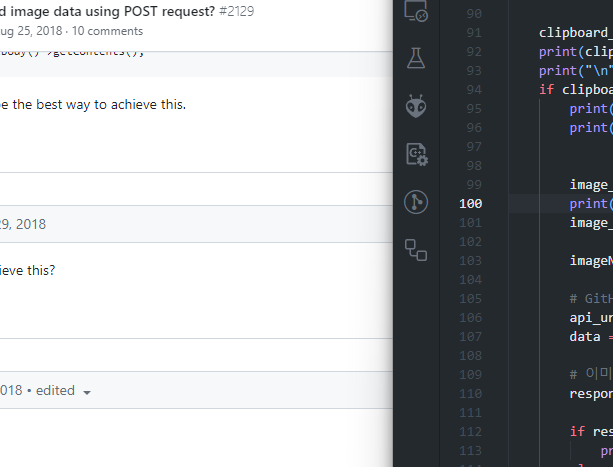 d image data using POST request? #2129
ug 25, 2018 · 10 comments
e the best way to achieve this.
29, 2018
ieve this?
018 • edited
90
91 clipboard_
92 print(clip
93 print("\n"
94 if clipboa
95 print(
96 print(
97
98
99 image_
100 print(
101 image_
102
103 imageN
104
105 # GitH
106 api_ur
107 data =
108
109 # 이미
110 respon
111
112 if res
113 pr